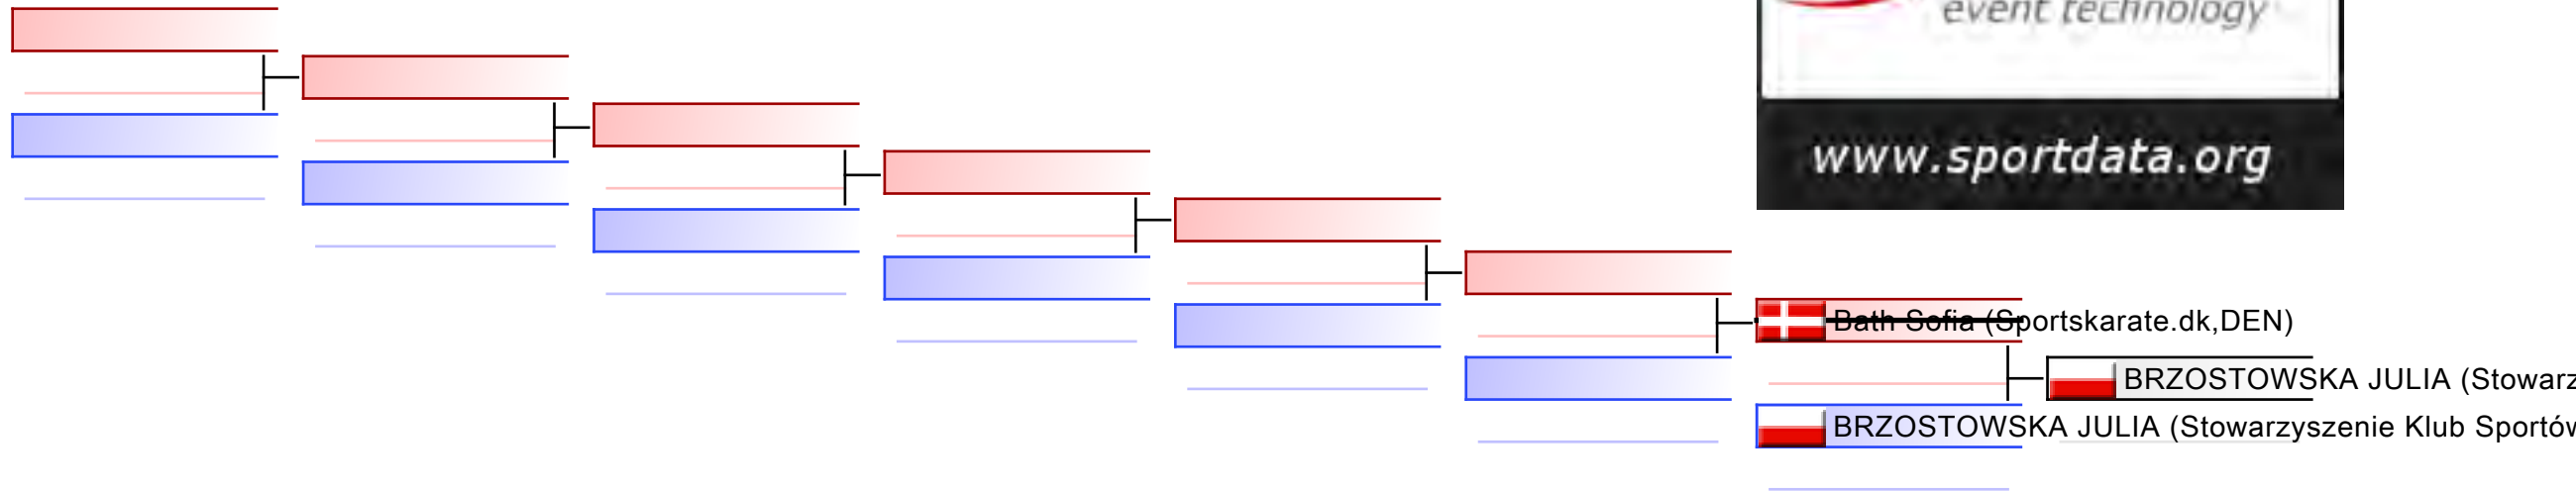 event technology
www.sportdata.org
Bath Sofia (Sportskarate.dk,DEN)
BRZOSTOWSKA JULIA (Stowarz
BRZOSTOWSKA JULIA (Stowarzyszenie Klub Sportów